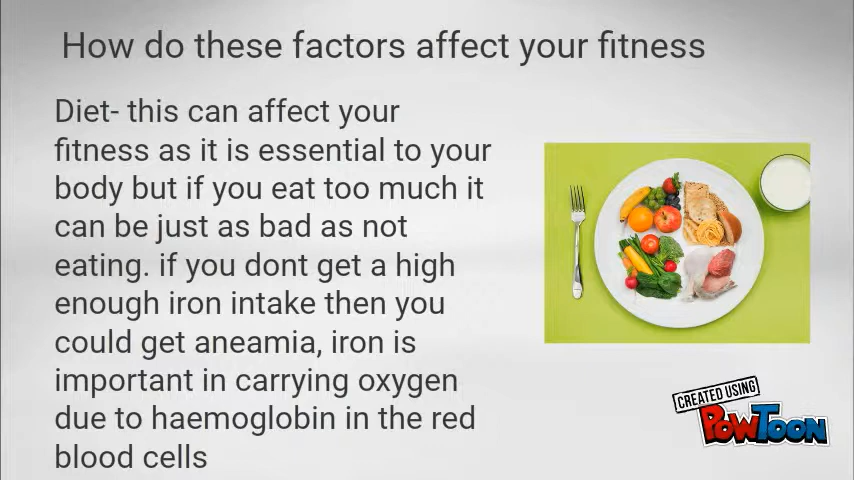 How do these factors affect your fitness
Diet- this can affect your
fitness as it is essential to your
body but if you eat too much it
can be just as bad as not
eating. if you dont get a high
enough iron intake then you
could get aneamia, iron is
important in carrying oxygen
due to haemoglobin in the red
blood cells
CREATED USING
POWTOON